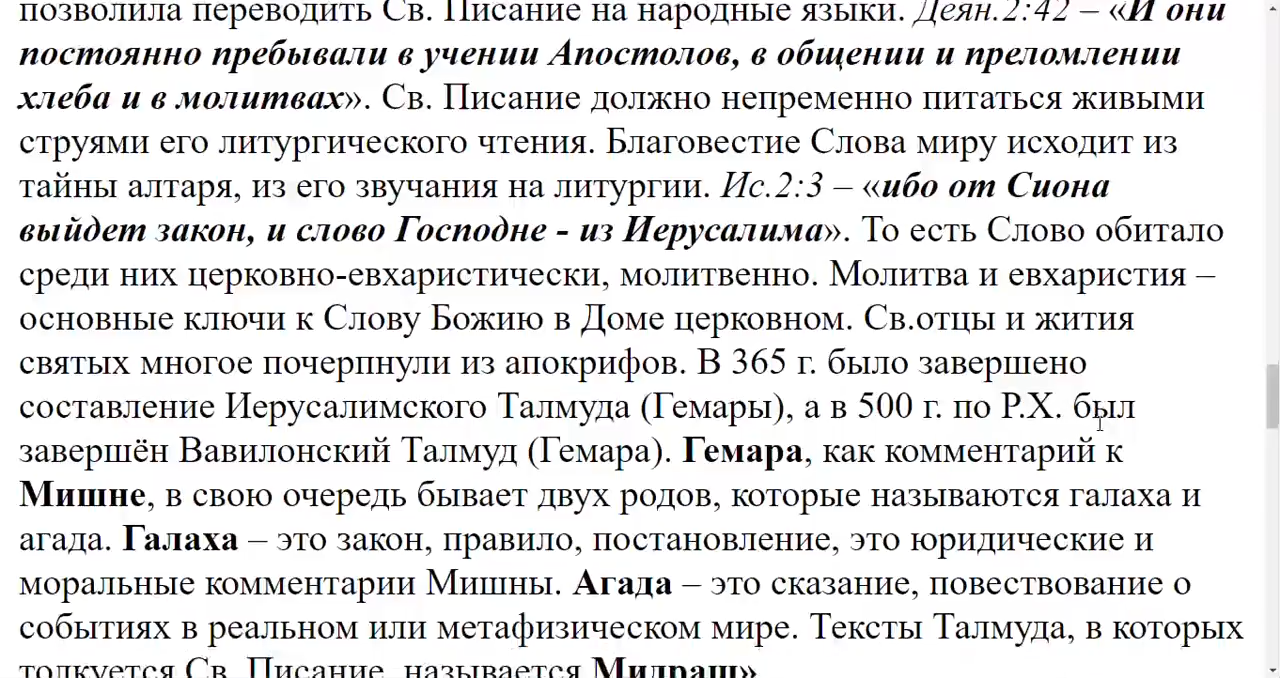 позволила переводить Св. Писание на народные языки. Деян.2:42 – «И они
постоянно пребывали в учении Апостолов, в общении и преломлении
хлеба и в молитвах». Св. Писание должно непременно питаться живыми
струями его литургического чтения. Благовестие Слова миру исходит из
тайны алтаря, из его звучания на литургии. Ис.2:3 – «ибо от Сиона
выйдет закон, и слово Господне - из Иерусалима». То есть Слово обитало
среди них церковно-евхаристически, молитвенно. Молитва и евхаристия –
основные ключи к Слову Божию в Доме церковном. Св.отцы и жития
святых многое почерпнули из апокрифов. В 365 г. было завершено
составление Иерусалимского Талмуда (Гемары), а в 500 г. по Р.Х. был
завершён Вавилонский Талмуд (Гемара). Гемара, как комментарий к
Мишне, в свою очередь бывает двух родов, которые называются галаха и
агада. Галаха – это закон, правило, постановление, это юридические и
моральные комментарии Мишны. Агада – это сказание, повествование о
событиях в реальном или метафизическом мире. Тексты Талмуда, в которых
толкуется Св. Писание, называется Мидраш»